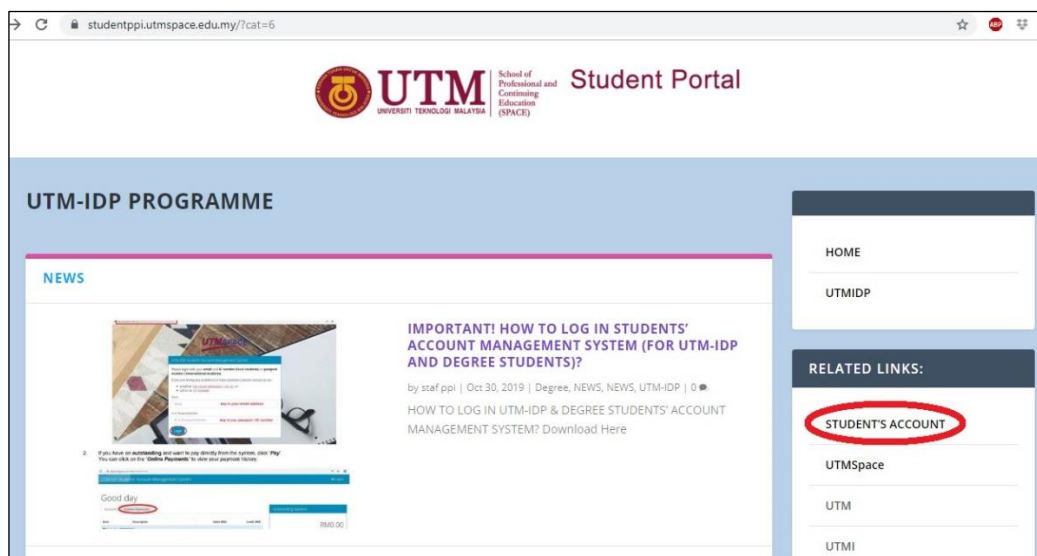 studentppi.utmspace.edu.my/?cat=6
ABP
UTM
UNIVERSITI TEKNOLOGI MALAYSIA
School of
Professional and
Continuing
Education
(SPACE)
Student Portal
UTM-IDP PROGRAMME
NEWS
IMPORTANT! HOW TO LOG IN STUDENTS'
ACCOUNT MANAGEMENT SYSTEM (FOR UTM-IDP
AND DEGREE STUDENTS)?
by staf ppi | Oct 30, 2019 | Degree, NEWS, NEWS, UTM-IDP | 0
HOW TO LOG IN UTM-IDP & DEGREE STUDENTS' ACCOUNT
MANAGEMENT SYSTEM? Download Here
2. If you have an outstanding and want to pay directly from the system, click 'Pay'.
You can click on the 'Online Payments' to view your payment history.
Good day
RM0.00
HOME
UTMIDP
RELATED LINKS:
STUDENT'S ACCOUNT
UTMSpace
UTM
UTMI